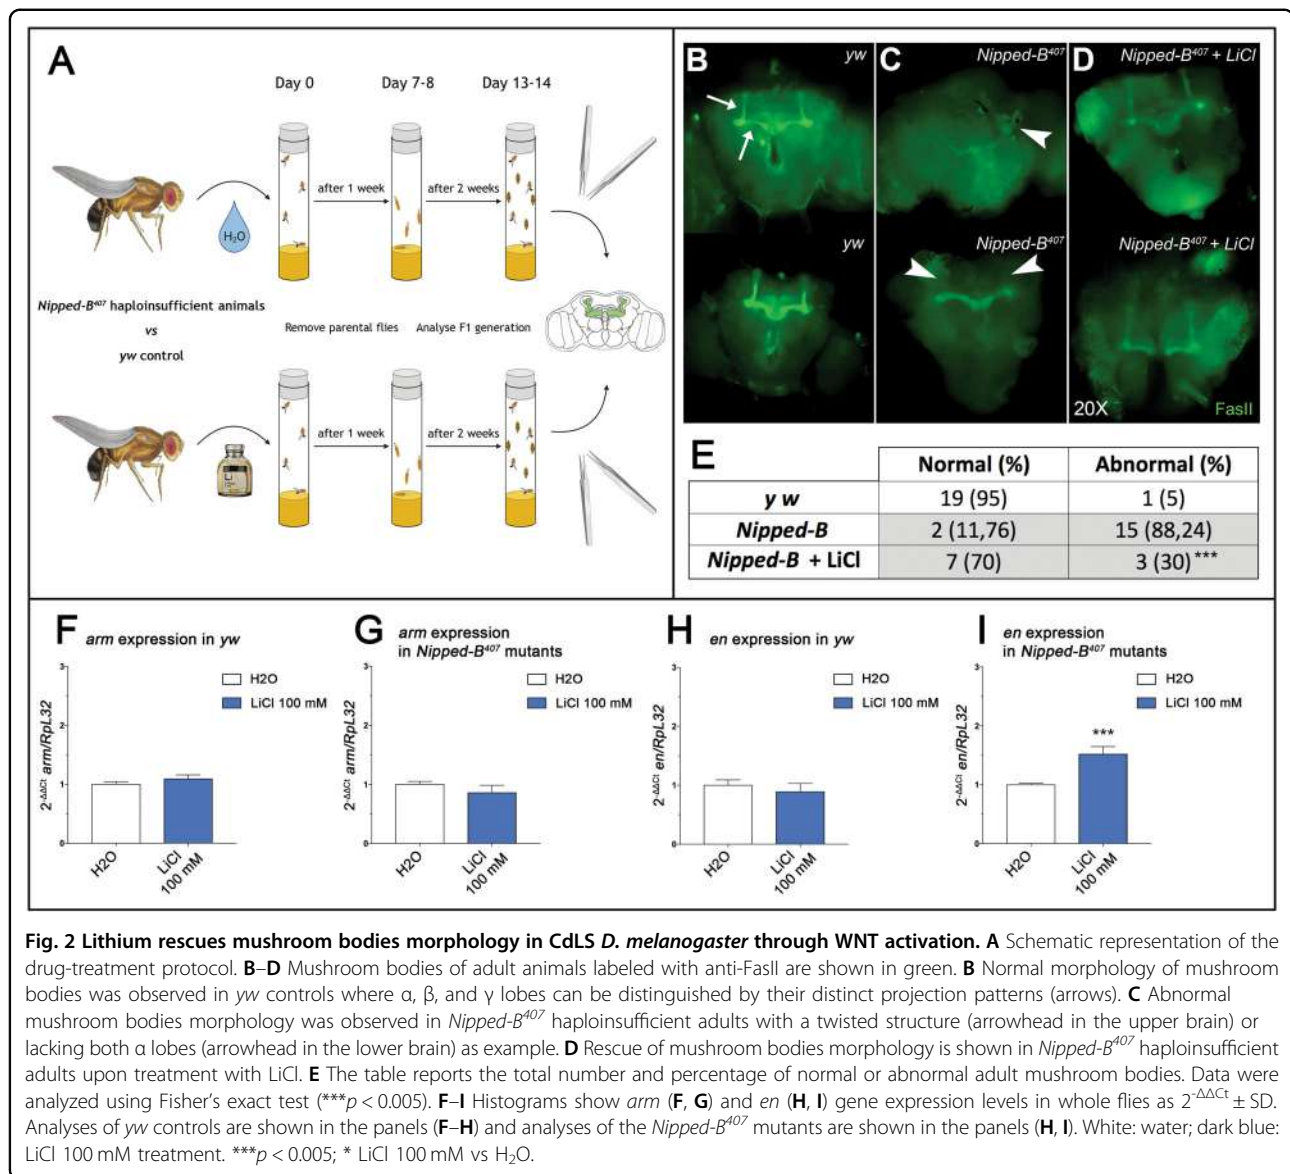 A
Day 0
Day 7-8
Day 13-14
after 1 week
after 2 weeks
H₂O
Nipped-B⁴⁰⁷ haploinsufficient animals
vs
yw control
Remove parental flies
Analyse F1 generation
after 1 week
after 2 weeks
B
yw
C
Nipped-B⁴⁰⁷
D
Nipped-B⁴⁰⁷ + LiCl
yw
Nipped-B⁴⁰⁷
Nipped-B⁴⁰⁷ + LiCl
20X
FasII
E
Normal (%) Abnormal (%)
y w 19 (95) 1 (5)
Nipped-B 2 (11,76) 15 (88,24)
Nipped-B + LiCl 7 (70) 3 (30)***
F
arm expression in yw
H2O
LiCl 100 mM
2^-ΔΔCt arm/RpL32
3
2
1
0
H2O
LiCl
100 mM
G
arm expression
in Nipped-B⁴⁰⁷ mutants
H2O
LiCl 100 mM
2^-ΔΔCt arm/RpL32
3
2
1
0
H2O
LiCl
100 mM
H
en expression in yw
H2O
LiCl 100 mM
2^-ΔΔCt en/RpL32
3
2
1
0
H2O
LiCl
100 mM
I
en expression
in Nipped-B⁴⁰⁷ mutants
H2O
LiCl 100 mM
2^-ΔΔCt en/RpL32
3
2
1
0
***
H2O
LiCl
100 mM
Fig. 2 Lithium rescues mushroom bodies morphology in CdLS D. melanogaster through WNT activation. A Schematic representation of the
drug-treatment protocol. B–D Mushroom bodies of adult animals labeled with anti-FasII are shown in green. B Normal morphology of mushroom
bodies was observed in yw controls where α, β, and γ lobes can be distinguished by their distinct projection patterns (arrows). C Abnormal
mushroom bodies morphology was observed in Nipped-B⁴⁰⁷ haploinsufficient adults with a twisted structure (arrowhead in the upper brain) or
lacking both α lobes (arrowhead in the lower brain) as example. D Rescue of mushroom bodies morphology is shown in Nipped-B⁴⁰⁷ haploinsufficient
adults upon treatment with LiCl. E The table reports the total number and percentage of normal or abnormal adult mushroom bodies. Data were
analyzed using Fisher's exact test (***p < 0.005). F–I Histograms show arm (F, G) and en (H, I) gene expression levels in whole flies as 2^-ΔΔCt ± SD.
Analyses of yw controls are shown in the panels (F–H) and analyses of the Nipped-B⁴⁰⁷ mutants are shown in the panels (H, I). White: water; dark blue:
LiCl 100 mM treatment. ***p < 0.005; * LiCl 100 mM vs H₂O.